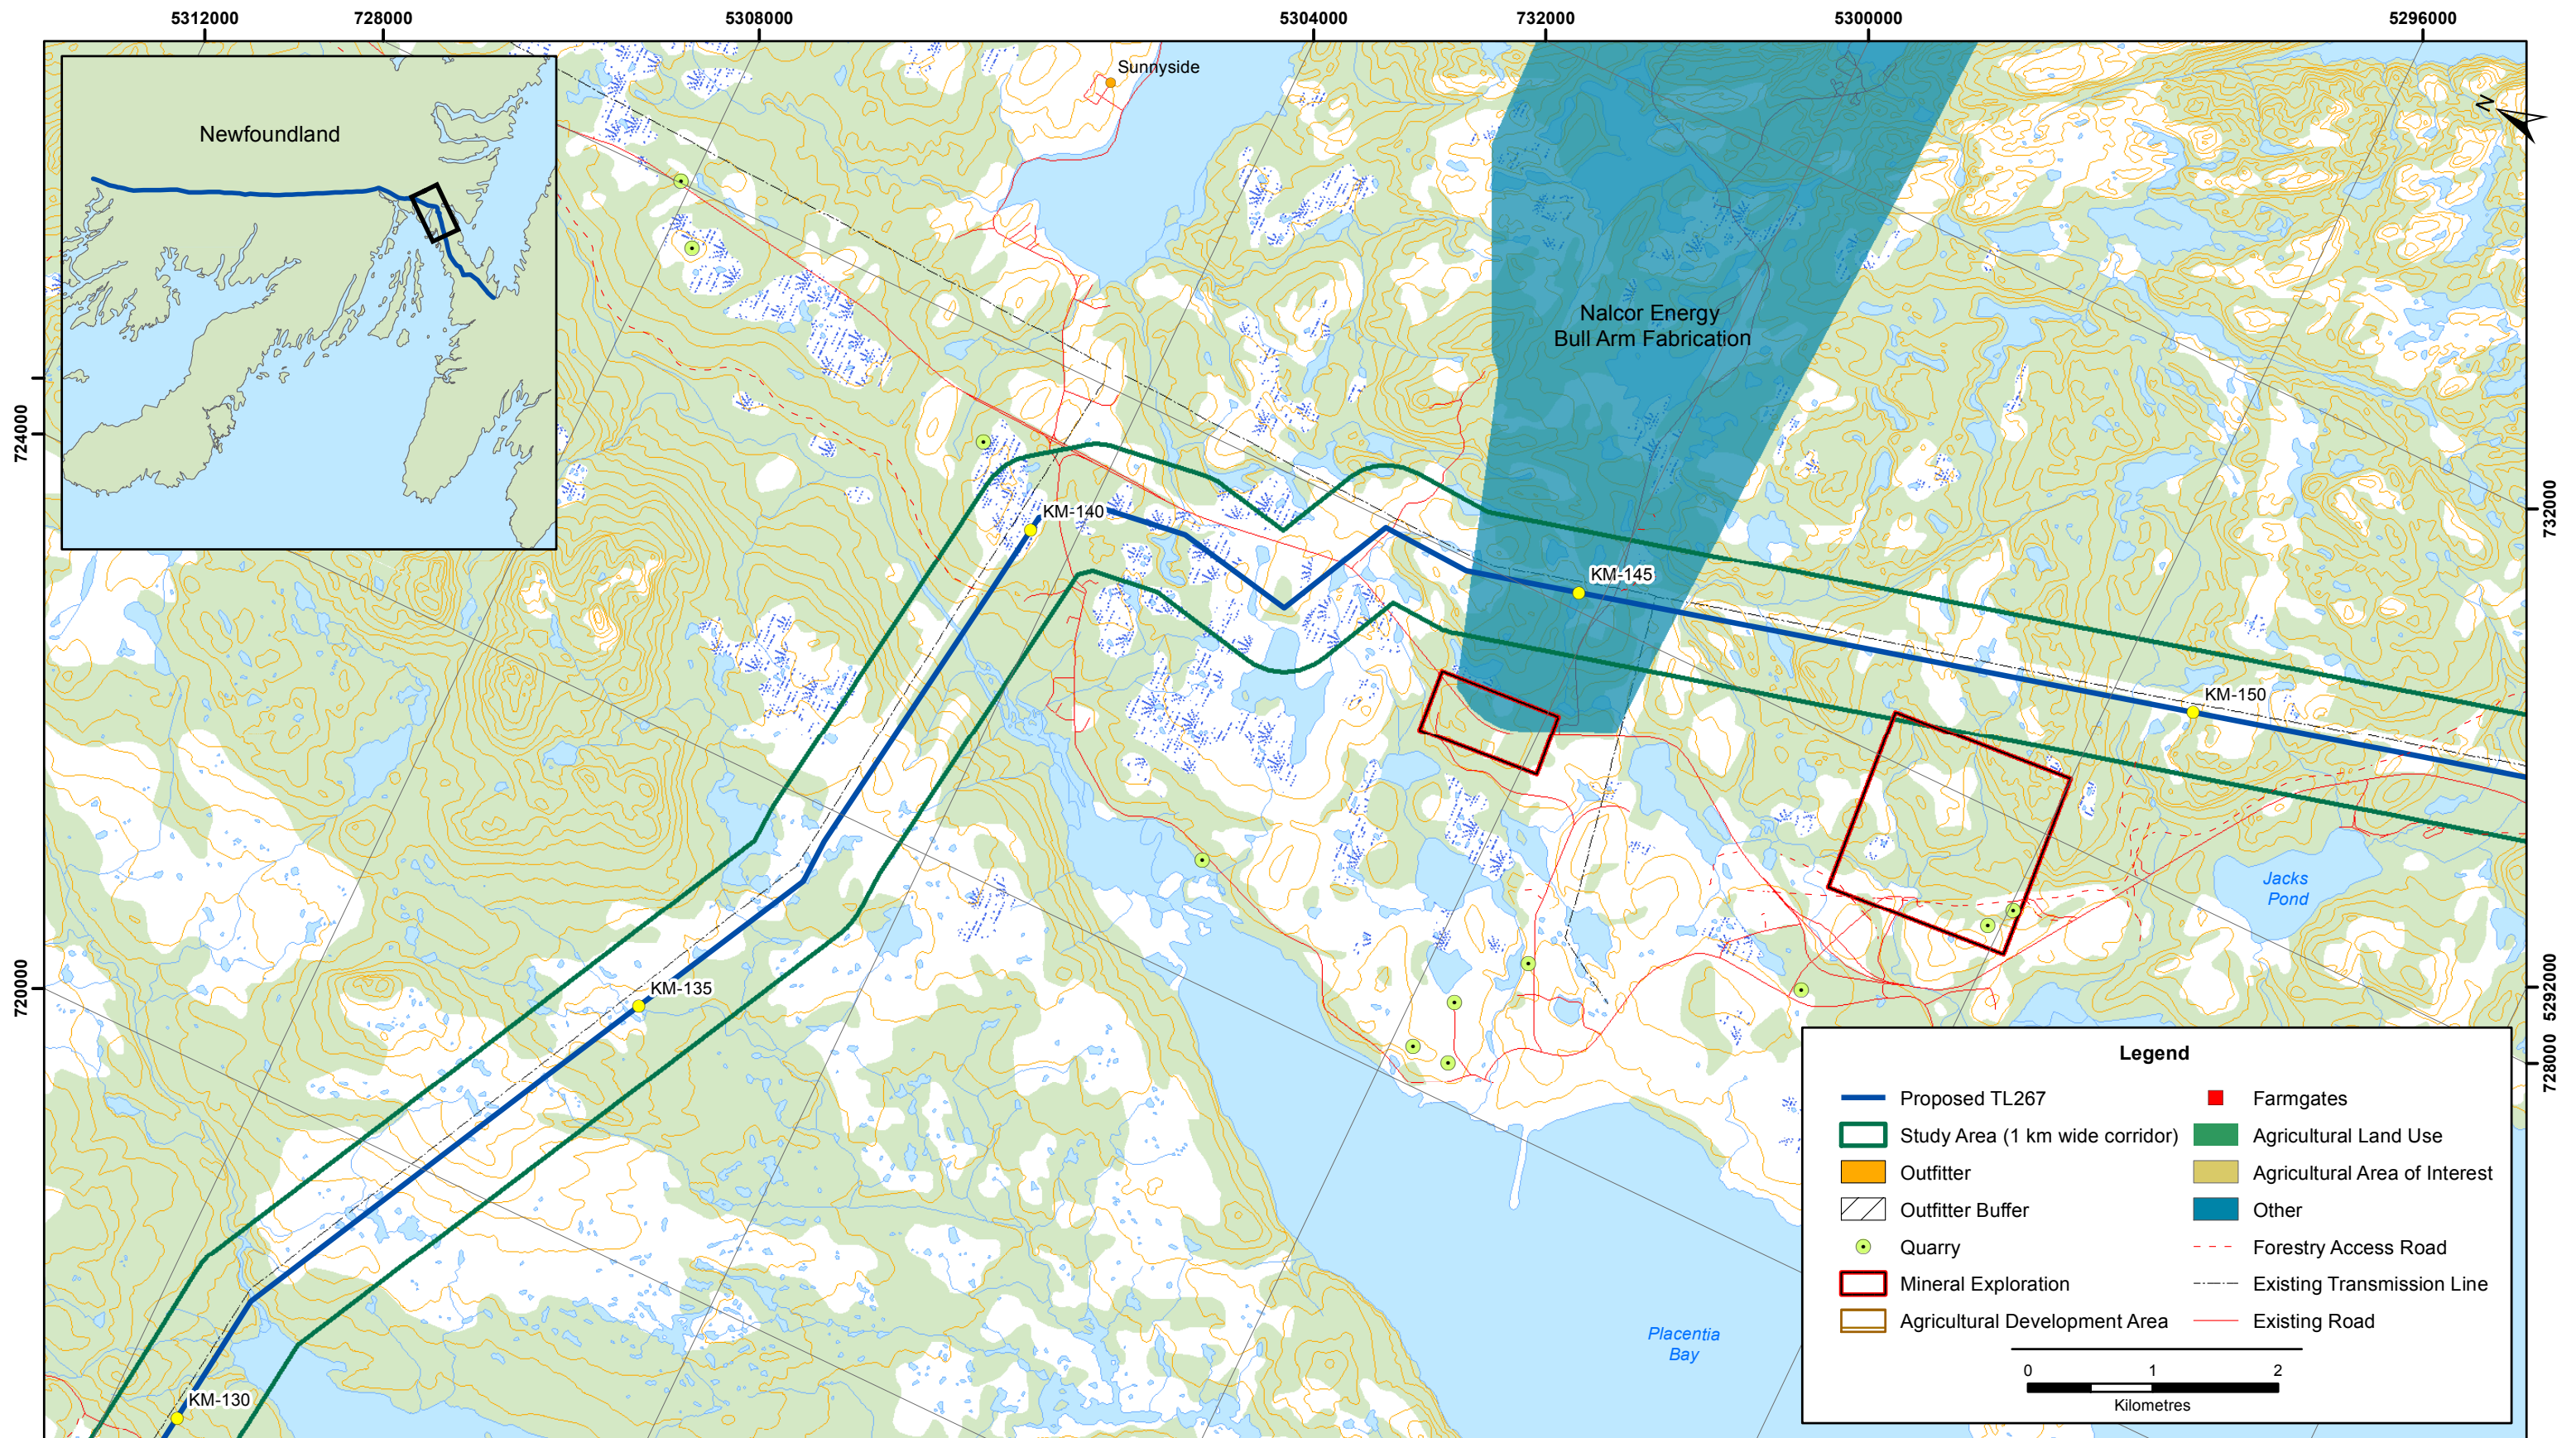 5312000
728000
5308000
5304000
732000
5300000
5296000
Sunnyside
N
Newfoundland
Nalcor Energy
Bull Arm Fabrication
724000
732000
KM-140
KM-145
KM-150
Jacks
Pond
720000
KM-135
5292000
728000
Placentia
Bay
KM-130
Legend
Proposed TL267
Study Area (1 km wide corridor)
Outfitter
Outfitter Buffer
Quarry
Mineral Exploration
Agricultural Development Area
Farmgates
Agricultural Land Use
Agricultural Area of Interest
Other
Forestry Access Road
Existing Transmission Line
Existing Road
0 1 2
Kilometres